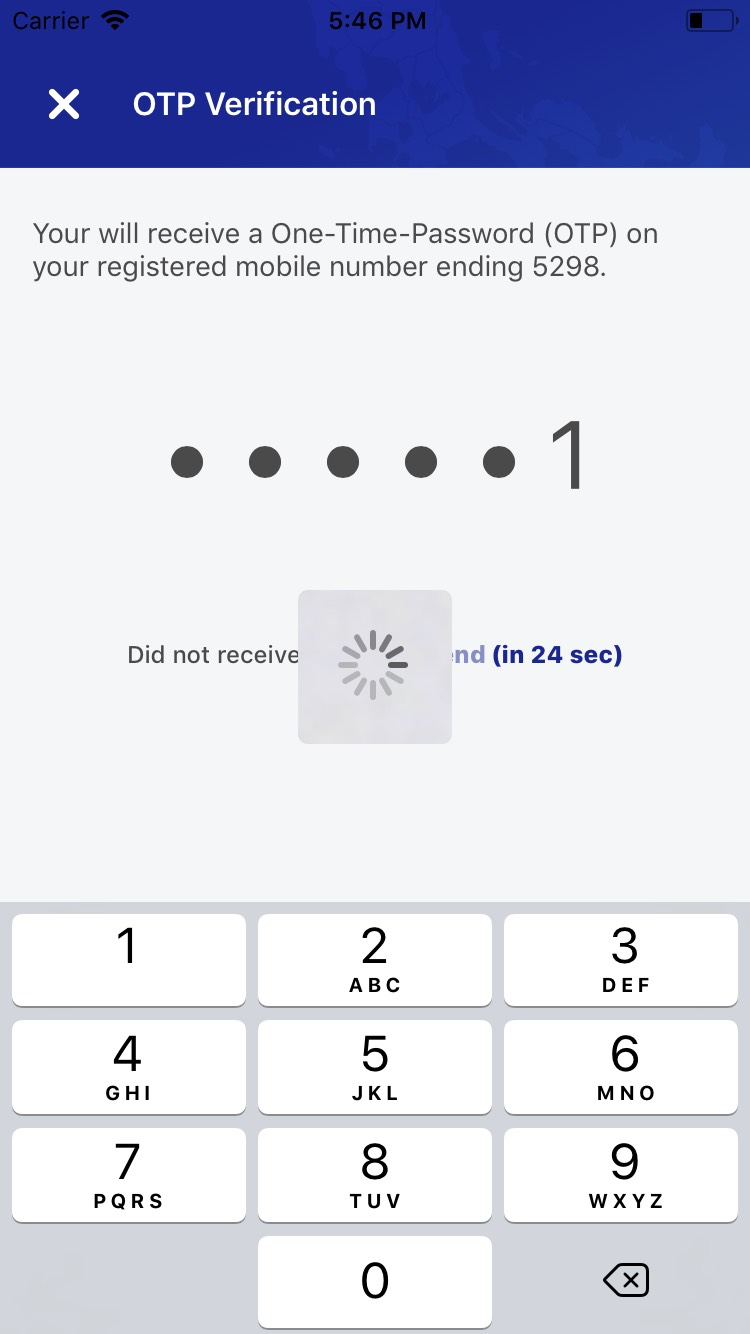 Carrier 5:46 PM
OTP Verification
Your will receive a One-Time-Password (OTP) on
your registered mobile number ending 5298.
1
Did not receive nd (in 24 sec)
1 2 3
ABC DEF
4 5 6
GHI JKL MNO
7 8 9
PQRS TUV WXYZ
0